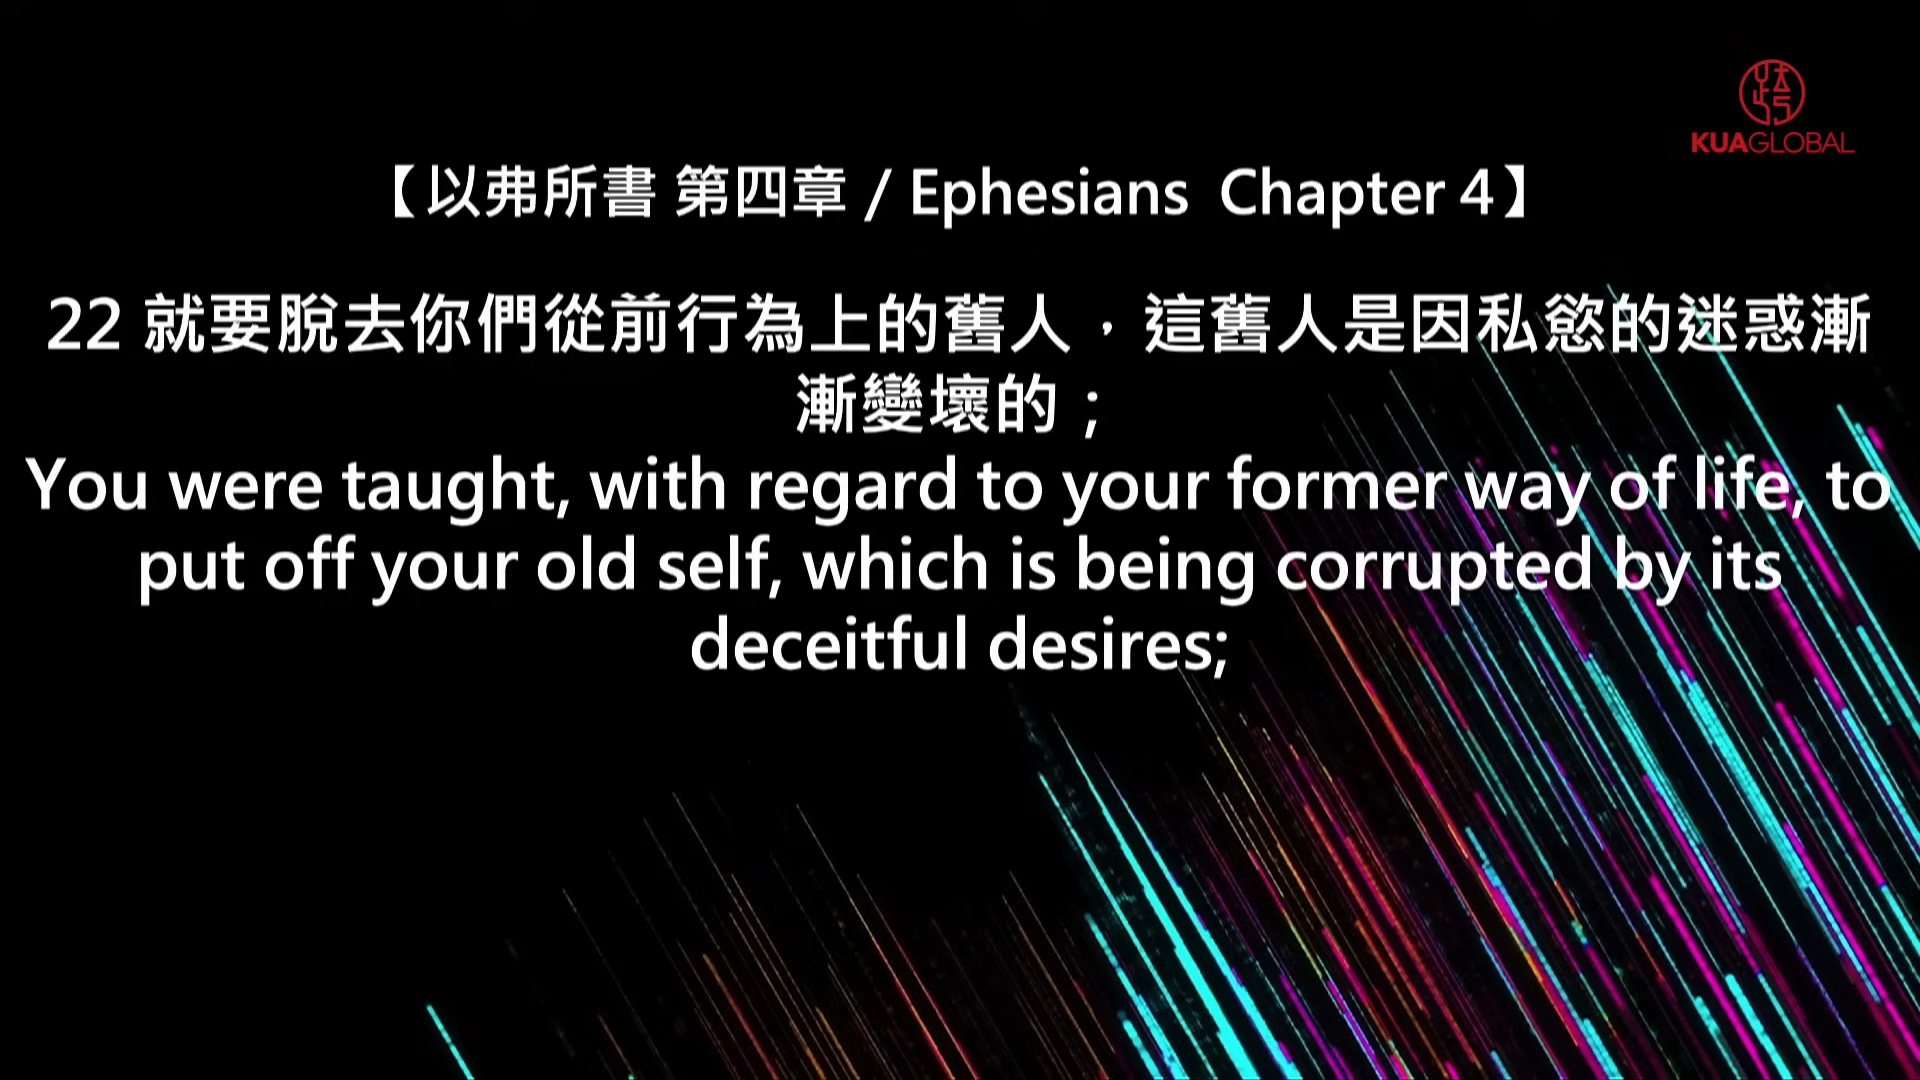 KUAGLOBAL
【以弗所書 第四章 / Ephesians Chapter 4】
22 就要脫去你們從前行為上的舊人，這舊人是因私慾的迷惑漸
漸變壞的；
You were taught, with regard to your former way of life, to
put off your old self, which is being corrupted by its
deceitful desires;